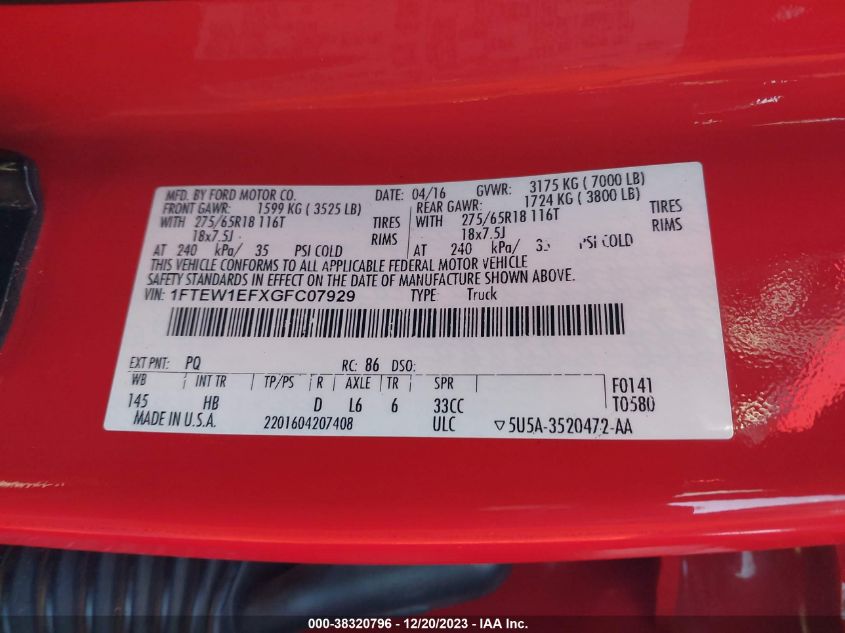 MFD. BY FORD MOTOR CO. DATE: 04/16 GVWR: 3175 KG ( 7000 LB)
FRONT GAWR: 1599 KG ( 3525 LB) REAR GAWR: 1724 KG ( 3800 LB)
WITH 275/65R18 116T TIRES WITH 275/65R18 116T TIRES
18x7.5J RIMS 18x7.5J RIMS
AT 240 kPa/ 35 PSI COLD AT 240 kPa/ PSI COLD
THIS VEHICLE CONFORMS TO ALL APPLICABLE FEDERAL MOTOR VEHICLE
SAFETY STANDARDS IN EFFECT ON THE DATE OF MANUFACTURE SHOWN ABOVE.
VIN: 1FTEW1EFXGFC07929 TYPE: Truck
EXT PNT: PQ RC: 86 DSO:
WB INT TR TP/PS R AXLE TR SPR F0141
145 HB D L6 6 33CC T0580
MADE IN U.S.A. 2201604207408 ULC ▽5U5A-3520472-AA
000-38320796 - 12/20/2023 - IAA Inc.